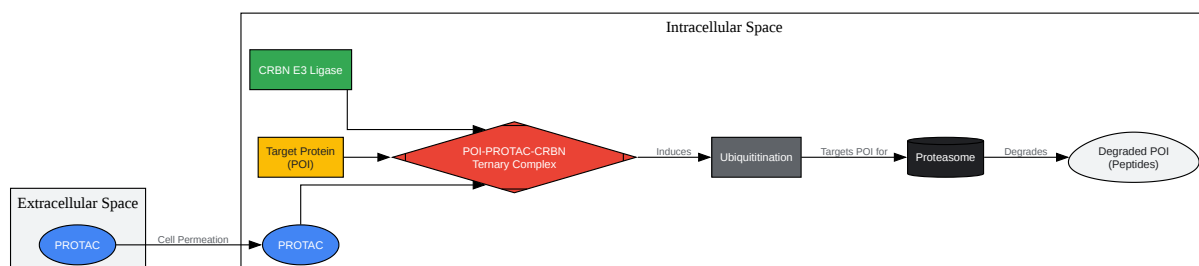 Intracellular Space
CRBN E3 Ligase
Target Protein
(POI)
POI-PROTAC-CRBN
Ternary Complex
Induces
Ubiquititination
Targets POI for
Proteasome
Degrades
Degraded POI
(Peptides)
Extracellular Space
PROTAC
Cell Permeation
PROTAC